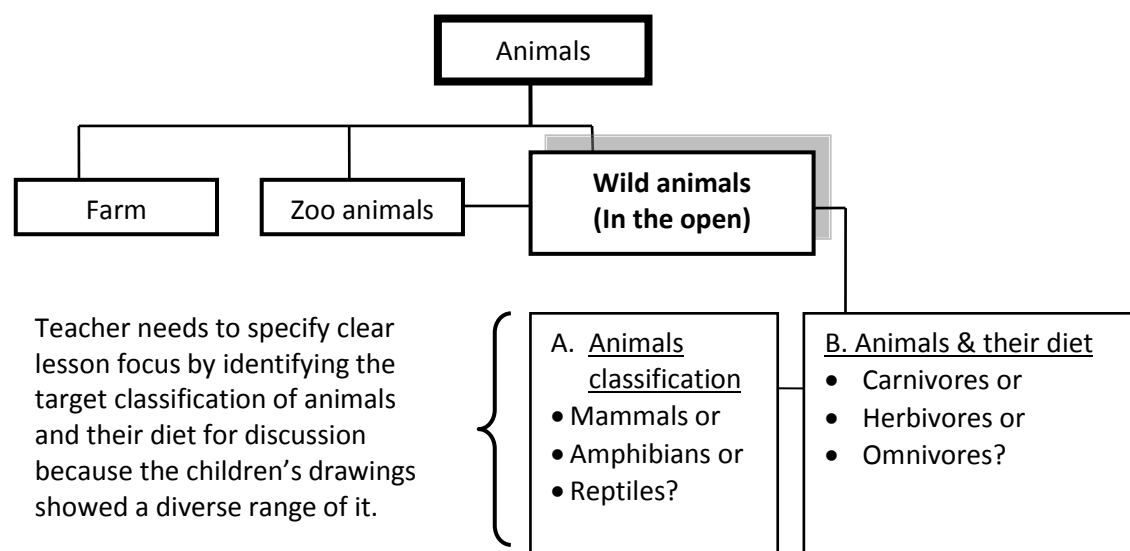 Animals
Farm
Zoo animals
Wild animals
(In the open)
Teacher needs to specify clear
lesson focus by identifying the
target classification of animals
and their diet for discussion
because the children’s drawings
showed a diverse range of it.
A. Animals
classification
• Mammals or
• Amphibians or
• Reptiles?
B. Animals & their diet
• Carnivores or
• Herbivores or
• Omnivores?